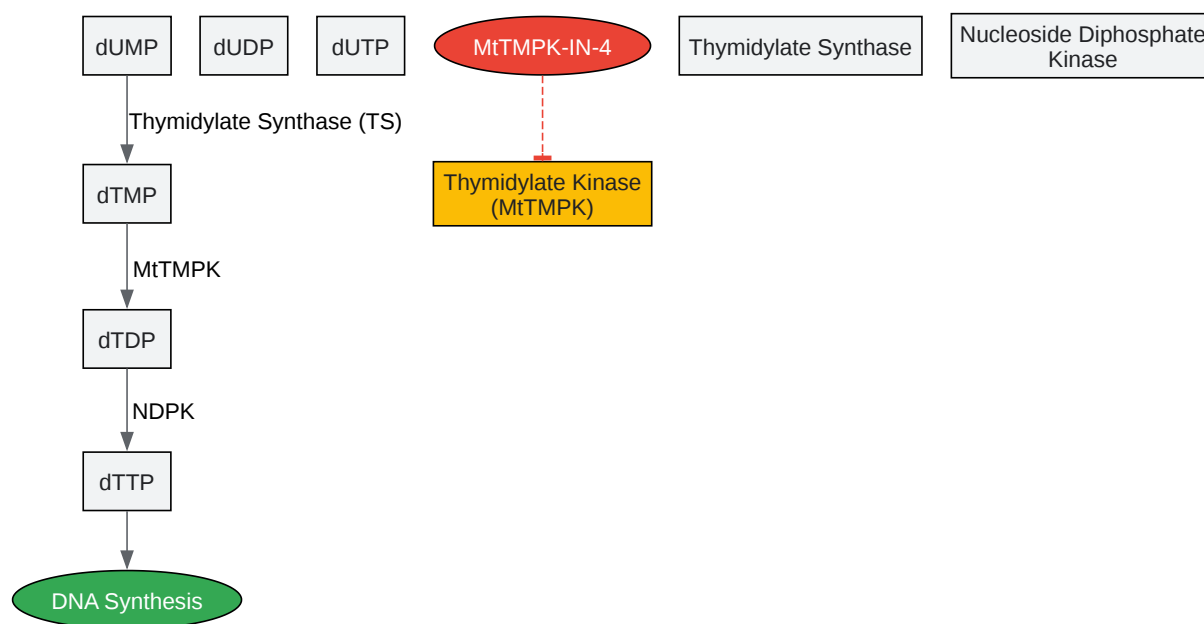 dUMP
dUDP
dUTP
MtTMPK-IN-4
Thymidylate Synthase
Nucleoside Diphosphate
Kinase
Thymidylate Synthase (TS)
dTMP
Thymidylate Kinase
(MtTMPK)
MtTMPK
dTDP
NDPK
dTTP
DNA Synthesis